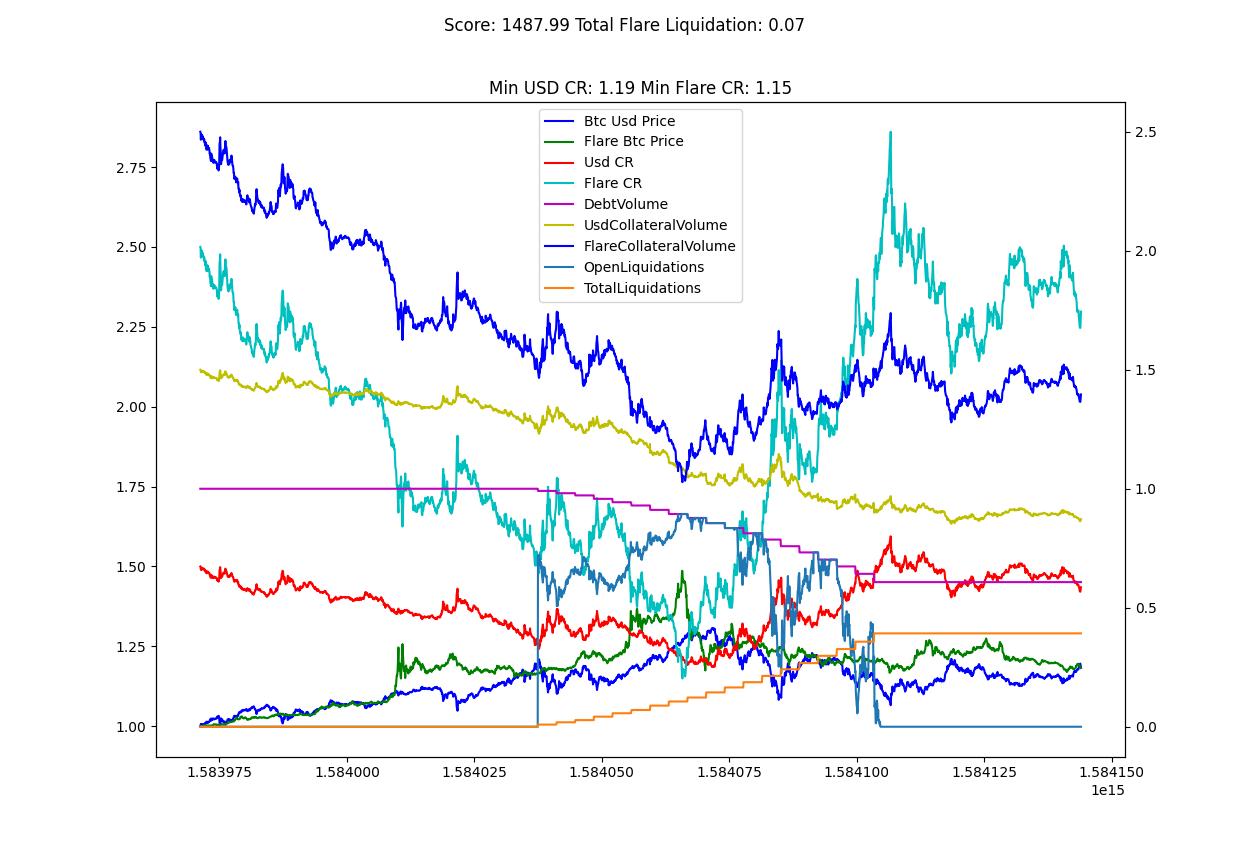 Score: 1487.99 Total Flare Liquidation: 0.07
Min USD CR: 1.19 Min Flare CR: 1.15
Btc Usd Price
Flare Btc Price
Usd CR
Flare CR
DebtVolume
UsdCollateralVolume
FlareCollateralVolume
OpenLiquidations
TotalLiquidations
2.75
2.50
2.25
2.00
1.75
1.50
1.25
1.00
2.5
2.0
1.5
1.0
0.5
0.0
1.583975 1.584000 1.584025 1.584050 1.584075 1.584100 1.584125 1.584150
1e15